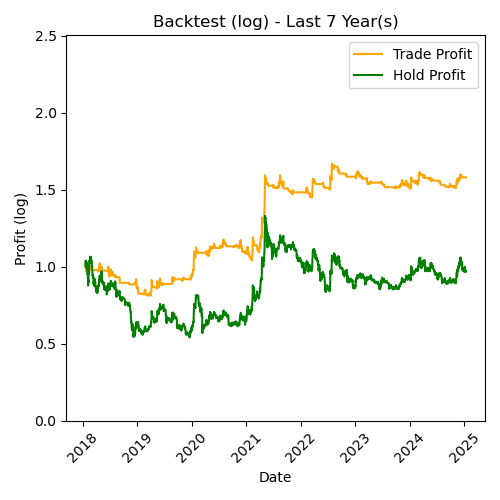 Backtest (log) - Last 7 Year(s)
Trade Profit
Hold Profit
Profit (log)
2.5
2.0
1.5
1.0
0.5
0.0
2018 2019 2020 2021 2022 2023 2024 2025
Date